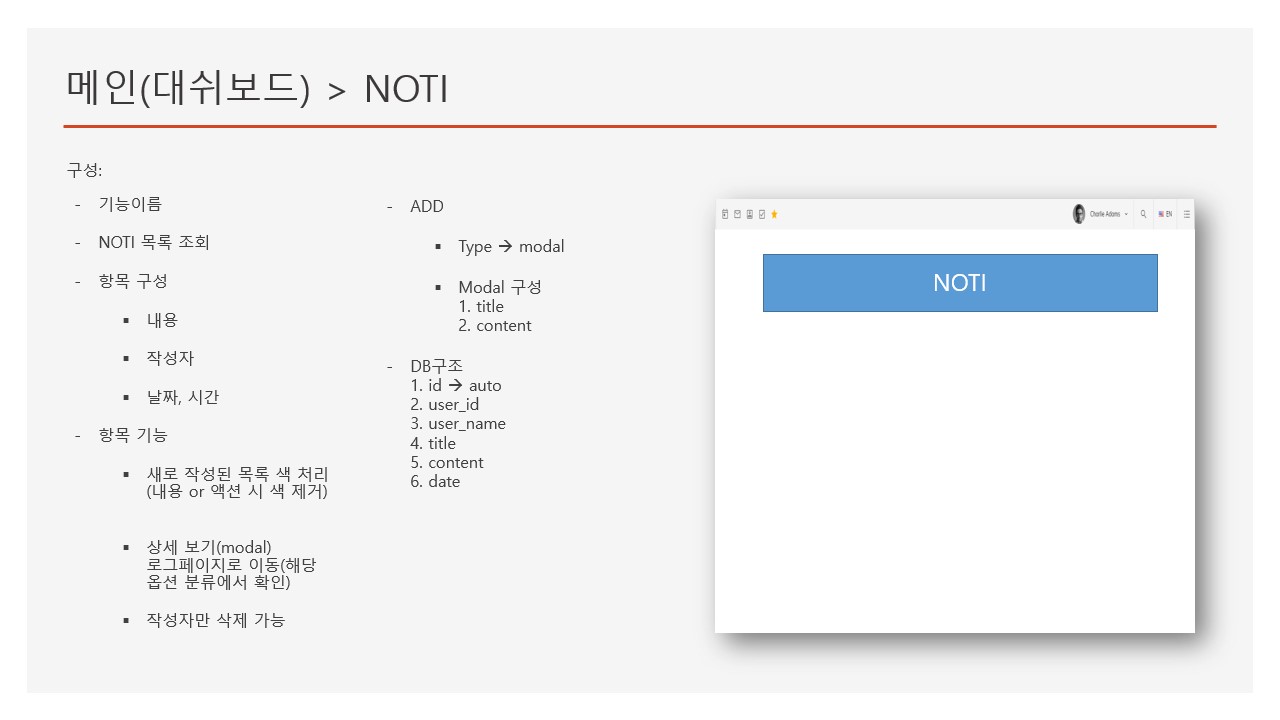 메인(대쉬보드) > NOTI
구성:
- 기능이름
- NOTI 목록 조회
- 항목 구성
▪ 내용
▪ 작성자
▪ 날짜, 시간
- 항목 기능
▪ 새로 작성된 목록 색 처리
(내용 or 액션 시 색 제거)
▪ 상세 보기(modal)
로그페이지로 이동(해당
옵션 분류에서 확인)
▪ 작성자만 삭제 가능
- ADD
▪ Type → modal
▪ Modal 구성
1. title
2. content
- DB구조
1. id → auto
2. user_id
3. user_name
4. title
5. content
6. date
Charlie Adams
EN
NOTI